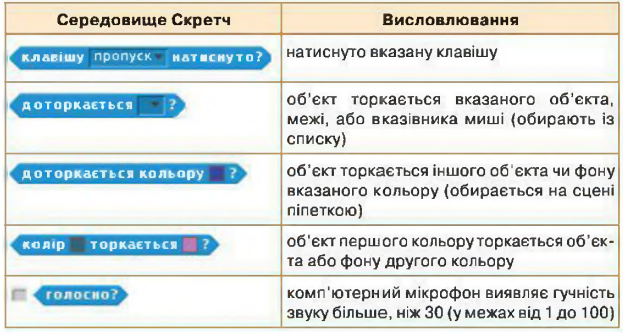 Середовище Скретч
Висловлювання
клавішу пропуск натиснуто?
натиснуто вказану клавішу
доторкається ?
об'єкт торкається вказаного об'єкта,
межі, або вказівника миші (обирають із
списку)
доторкається кольору ?
об'єкт торкається іншого об'єкта чи фону
вказаного кольору (обирається на сцені
піпеткою)
колір торкається ?
об'єкт першого кольору торкається об'єк-
та або фону другого кольору
голосно?
комп'ютерний мікрофон виявляє гучність
звуку більше, ніж 30 (у межах від 1 до 100)